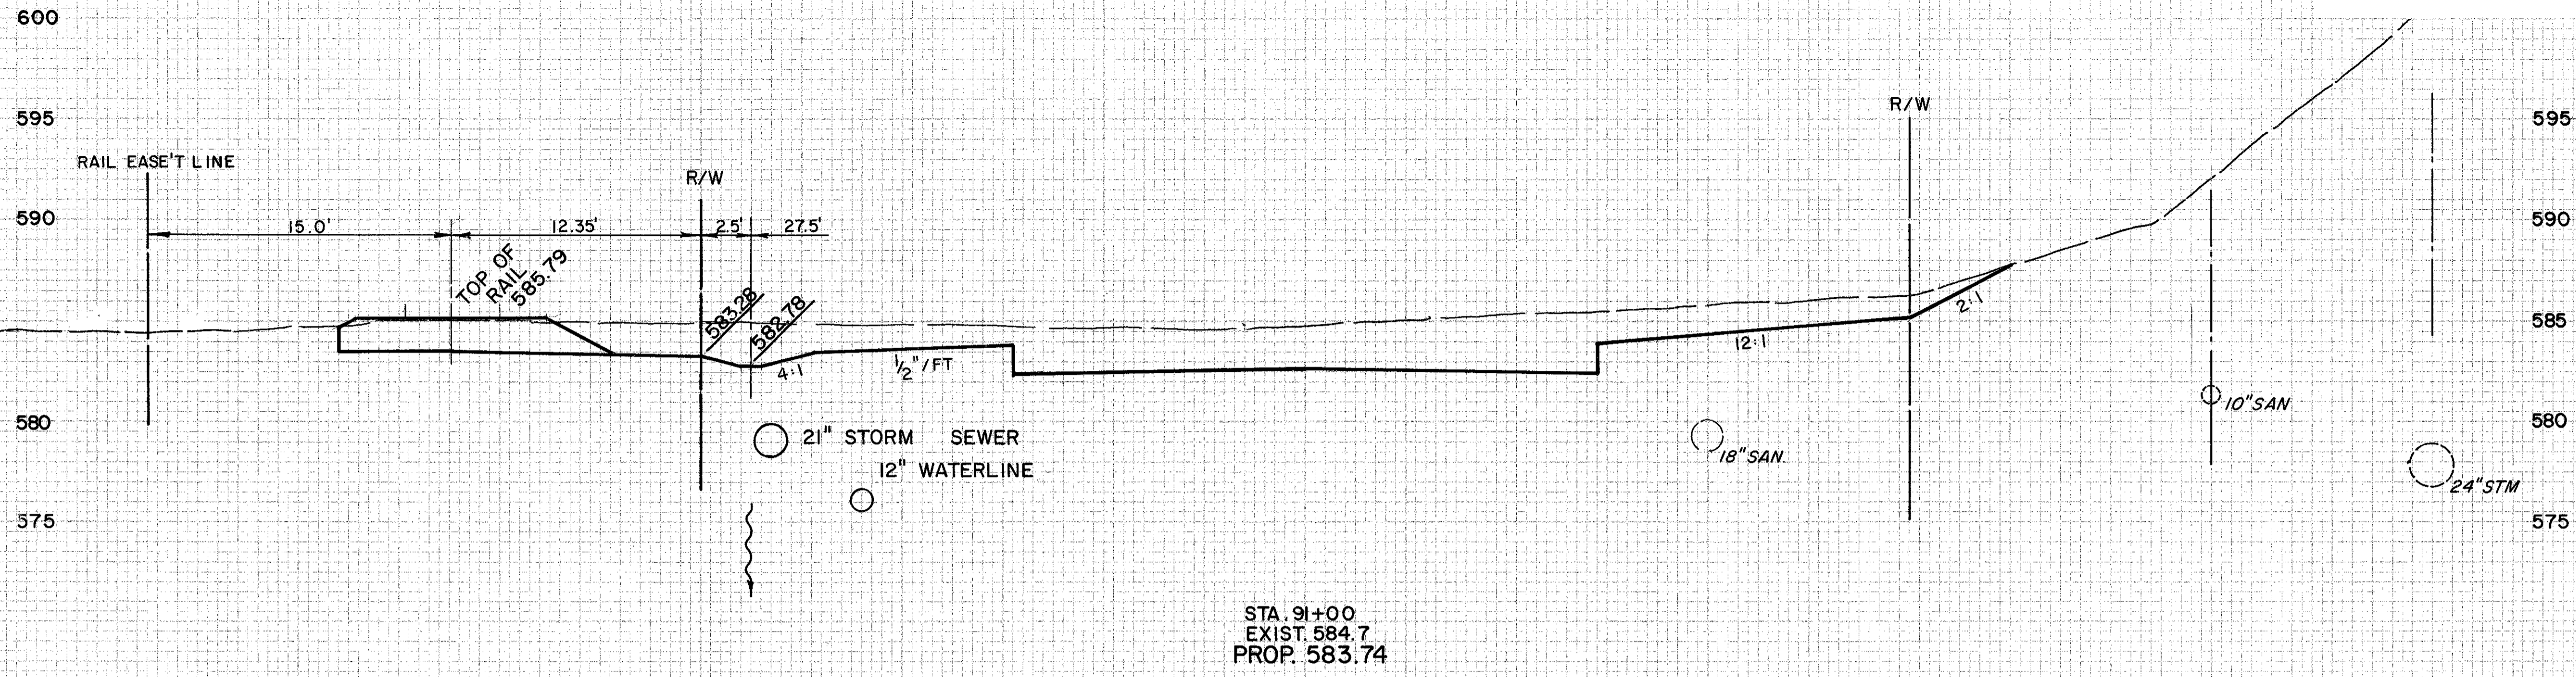 600
595
595
R/W
RAIL EASE'T LINE
R/W
590
590
15.0'
12.35'
2.5'
27.5'
TOP OF
RAIL
585.79
583.28
582.78
2:1
585
585
12:1
1/2"/FT
4:1
10"SAN
580
580
21" STORM SEWER
18"SAN.
12" WATERLINE
24"STM
575
575
STA. 91+00
EXIST. 584.7
PROP. 583.74